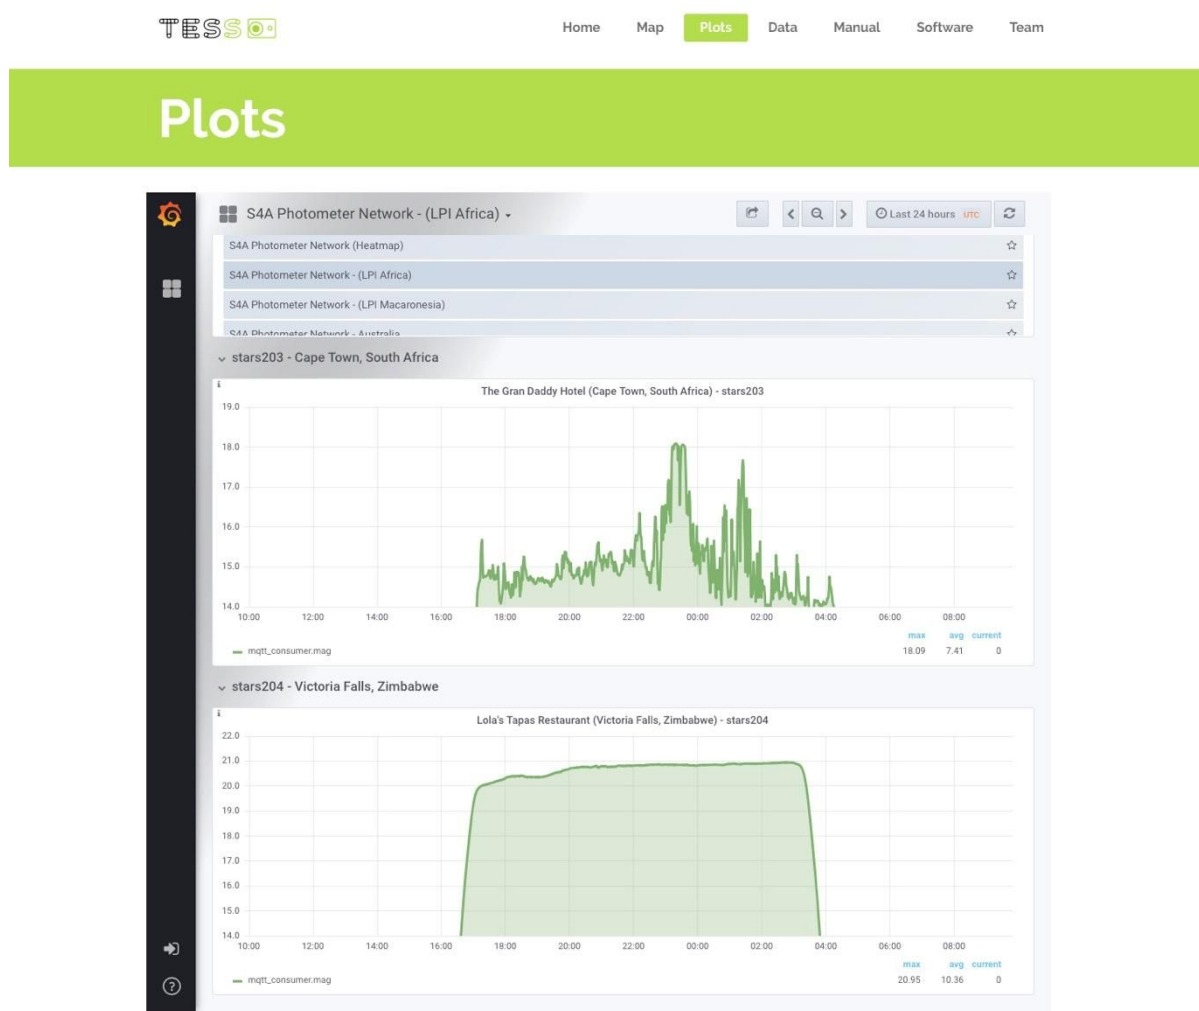 TESS
Home Map Plots Data Manual Software Team
Plots
S4A Photometer Network - (LPI Africa)
Last 24 hours UTC
S4A Photometer Network (Heatmap)
S4A Photometer Network - (LPI Africa)
S4A Photometer Network - (LPI Macaronesia)
S4A Photometer Network - Australia
stars203 - Cape Town, South Africa
i
The Gran Daddy Hotel (Cape Town, South Africa) - stars203
19.0
18.0
17.0
16.0
15.0
14.0
10:00 12:00 14:00 16:00 18:00 20:00 22:00 00:00 02:00 04:00 06:00 08:00
max avg current
mqtt_consumer.mag 18.09 7.41 0
stars204 - Victoria Falls, Zimbabwe
i
Lola's Tapas Restaurant (Victoria Falls, Zimbabwe) - stars204
22.0
21.0
20.0
19.0
18.0
17.0
16.0
15.0
14.0
10:00 12:00 14:00 16:00 18:00 20:00 22:00 00:00 02:00 04:00 06:00 08:00
max avg current
mqtt_consumer.mag 20.95 10.36 0